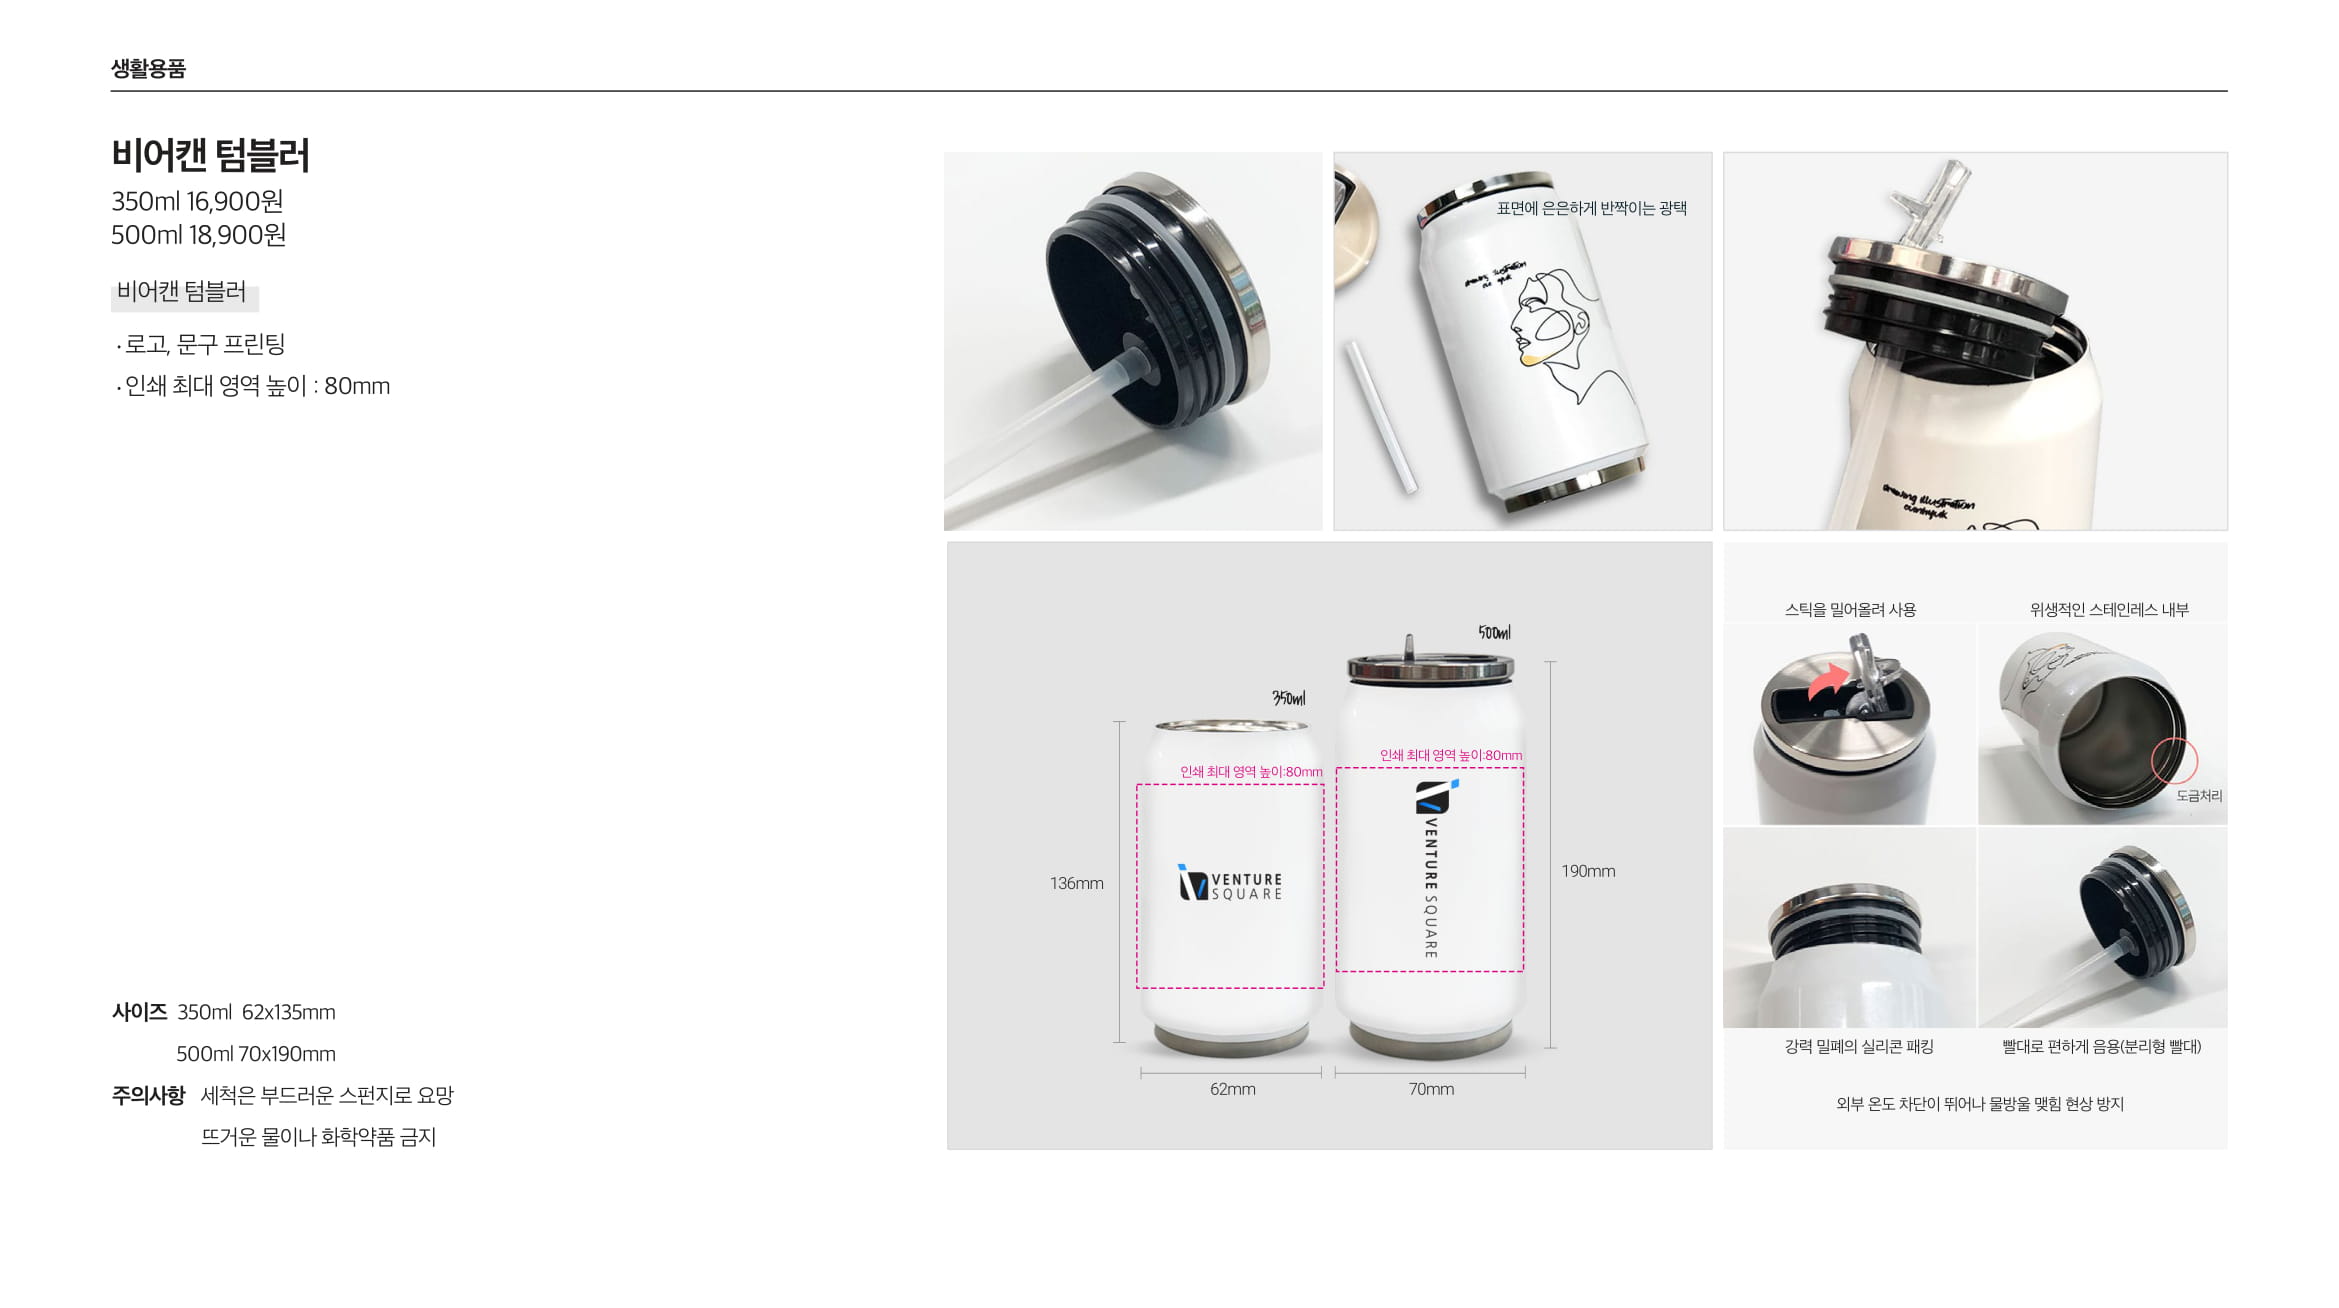 생활용품
비어캔 텀블러
350ml 16,900원
500ml 18,900원
비어캔 텀블러
·로고, 문구 프린팅
·인쇄 최대 영역 높이 : 80mm
사이즈 350ml 62x135mm
500ml 70x190mm
주의사항 세척은 부드러운 스펀지로 요망
뜨거운 물이나 화학약품 금지
표면에 은은하게 반짝이는 광택
drawing illustration
drawing illustration
500ml
350ml
인쇄 최대 영역 높이:80mm
인쇄 최대 영역 높이:80mm
VENTURE
SQUARE
VENTURE SQUARE
136mm
190mm
62mm
70mm
스틱을 밀어올려 사용
위생적인 스테인레스 내부
도금처리
강력 밀폐의 실리콘 패킹
빨대로 편하게 음용(분리형 빨대)
외부 온도 차단이 뛰어나 물방울 맺힘 현상 방지